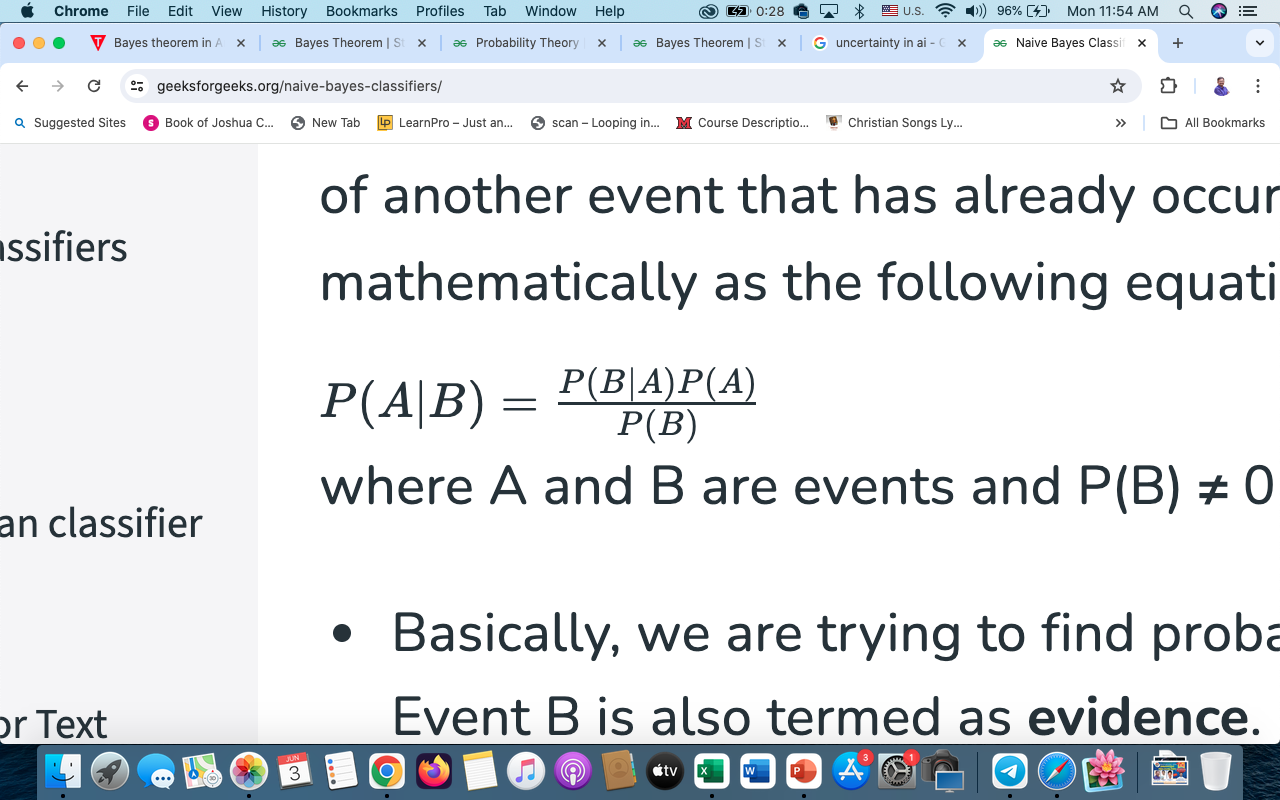 Chrome File Edit View History Bookmarks Profiles Tab Window Help 0:28 U.S. 96% Mon 11:54 AM
Bayes theorem in A Bayes Theorem | St Probability Theory Bayes Theorem | St uncertainty in ai - G Naive Bayes Classif
geeksforgeeks.org/naive-bayes-classifiers/
Suggested Sites Book of Joshua C... New Tab LearnPro – Just an... scan – Looping in... Course Descriptio... Christian Songs Ly... » All Bookmarks
of another event that has already occur
assifiers
mathematically as the following equati
P(A|B) = P(B|A)P(A) / P(B)
where A and B are events and P(B) ≠ 0
an classifier
• Basically, we are trying to find proba
or Text
Event B is also termed as evidence.
JUN
3
tv
3
1